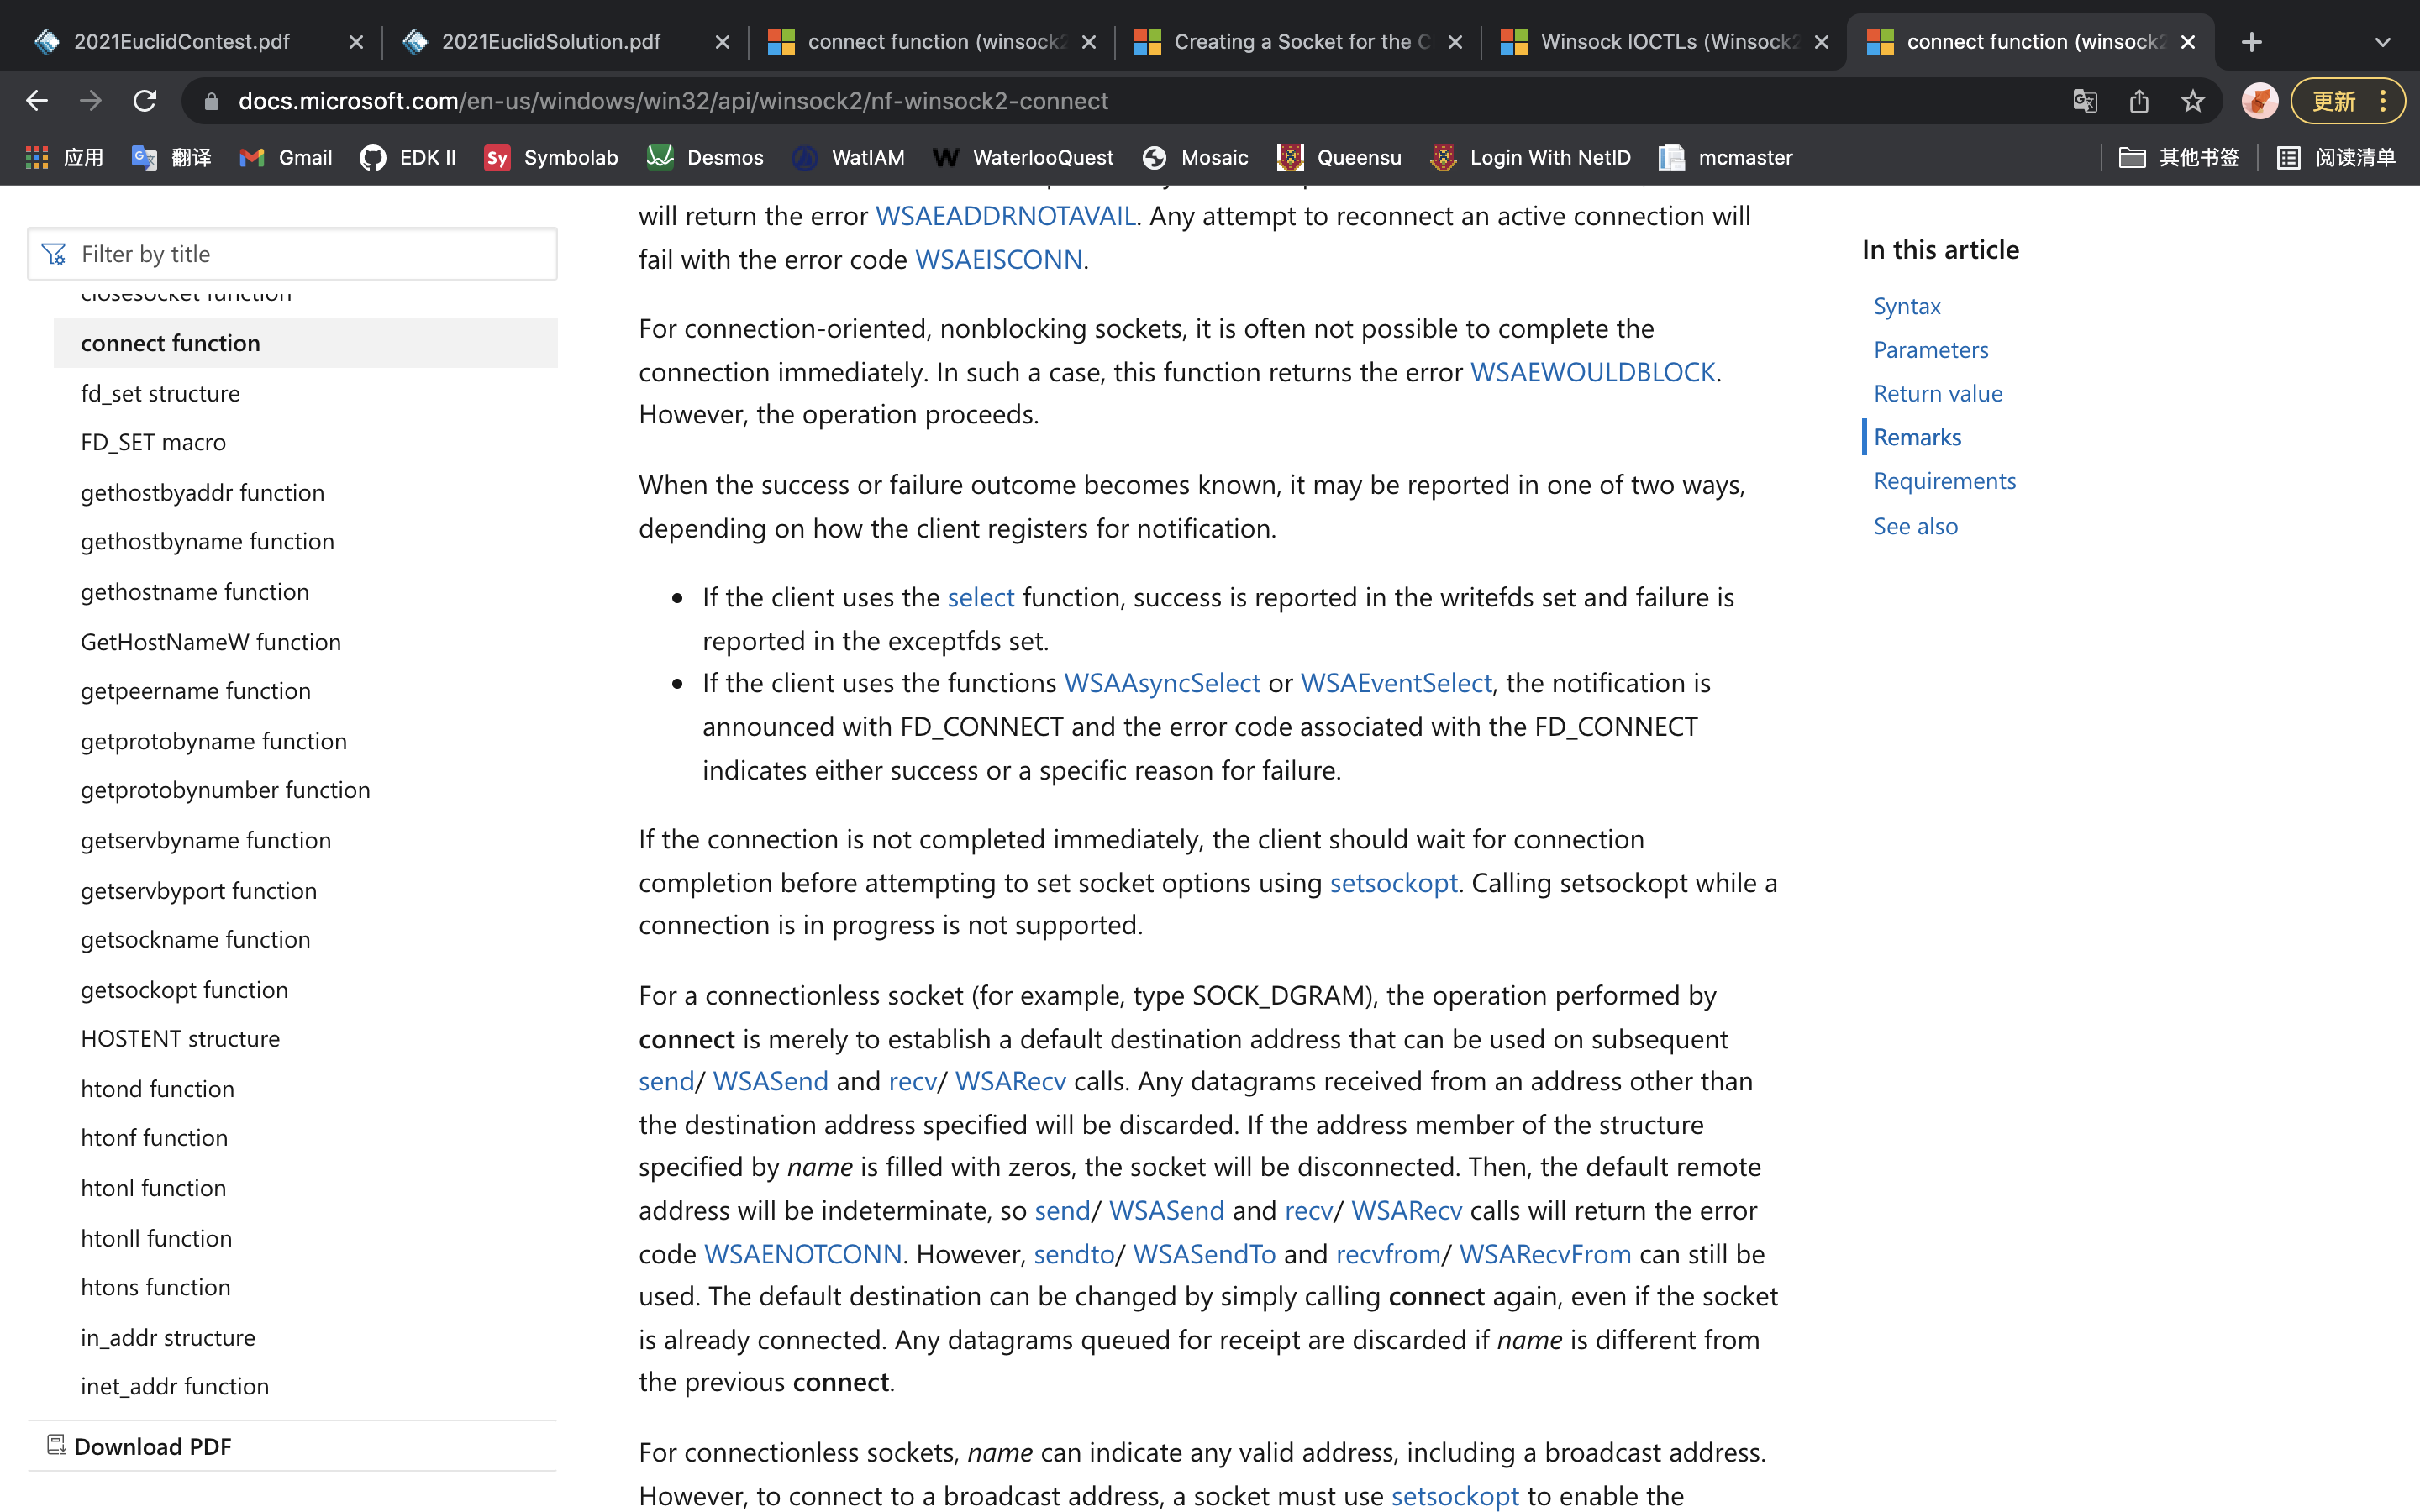 2021EuclidContest.pdf
2021EuclidSolution.pdf
connect function (winsock2
Creating a Socket for the C
Winsock IOCTLs (Winsock2
connect function (winsock2
docs.microsoft.com/en-us/windows/win32/api/winsock2/nf-winsock2-connect
更新
应用
翻译
Gmail
EDK II
Sy Symbolab
Desmos
WatIAM
W WaterlooQuest
Mosaic
Queensu
Login With NetID
mcmaster
其他书签
阅读清单
Filter by title
closesocket function
connect function
fd_set structure
FD_SET macro
gethostbyaddr function
gethostbyname function
gethostname function
GetHostNameW function
getpeername function
getprotobyname function
getprotobynumber function
getservbyname function
getservbyport function
getsockname function
getsockopt function
HOSTENT structure
htond function
htonf function
htonl function
htonll function
htons function
in_addr structure
inet_addr function
Download PDF
will return the error WSAEADDRNOTAVAIL. Any attempt to reconnect an active connection will
fail with the error code WSAEISCONN.
For connection-oriented, nonblocking sockets, it is often not possible to complete the
connection immediately. In such a case, this function returns the error WSAEWOULDBLOCK.
However, the operation proceeds.
When the success or failure outcome becomes known, it may be reported in one of two ways,
depending on how the client registers for notification.
• If the client uses the select function, success is reported in the writefds set and failure is
reported in the exceptfds set.
• If the client uses the functions WSAAsyncSelect or WSAEventSelect, the notification is
announced with FD_CONNECT and the error code associated with the FD_CONNECT
indicates either success or a specific reason for failure.
If the connection is not completed immediately, the client should wait for connection
completion before attempting to set socket options using setsockopt. Calling setsockopt while a
connection is in progress is not supported.
For a connectionless socket (for example, type SOCK_DGRAM), the operation performed by
connect is merely to establish a default destination address that can be used on subsequent
send/ WSASend and recv/ WSARecv calls. Any datagrams received from an address other than
the destination address specified will be discarded. If the address member of the structure
specified by name is filled with zeros, the socket will be disconnected. Then, the default remote
address will be indeterminate, so send/ WSASend and recv/ WSARecv calls will return the error
code WSAENOTCONN. However, sendto/ WSASendTo and recvfrom/ WSARecvFrom can still be
used. The default destination can be changed by simply calling connect again, even if the socket
is already connected. Any datagrams queued for receipt are discarded if name is different from
the previous connect.
For connectionless sockets, name can indicate any valid address, including a broadcast address.
However, to connect to a broadcast address, a socket must use setsockopt to enable the
In this article
Syntax
Parameters
Return value
Remarks
Requirements
See also